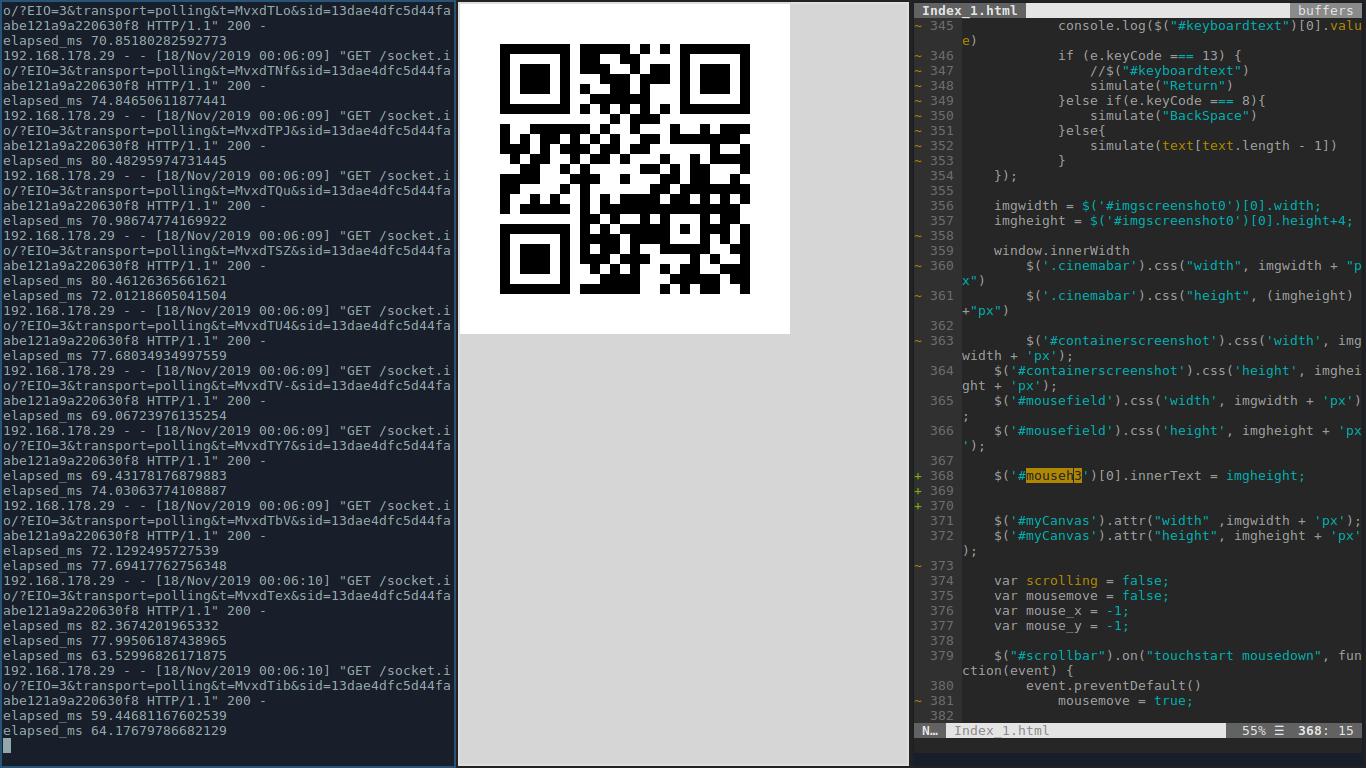 o/?EIO=3&transport=polling&t=MvxdTLo&sid=13dae4dfc5d44fa
abe121a9a220630f8 HTTP/1.1" 200 -
elapsed_ms 70.85180282592773
192.168.178.29 - - [18/Nov/2019 00:06:09] "GET /socket.i
o/?EIO=3&transport=polling&t=MvxdTNf&sid=13dae4dfc5d44fa
abe121a9a220630f8 HTTP/1.1" 200 -
elapsed_ms 74.84650611877441
192.168.178.29 - - [18/Nov/2019 00:06:09] "GET /socket.i
o/?EIO=3&transport=polling&t=MvxdTPJ&sid=13dae4dfc5d44fa
abe121a9a220630f8 HTTP/1.1" 200 -
elapsed_ms 80.482959747314​45
192.168.178.29 - - [18/Nov/2019 00:06:09] "GET /socket.i
o/?EIO=3&transport=polling&t=MvxdTQu&sid=13dae4dfc5d44fa
abe121a9a220630f8 HTTP/1.1" 200 -
elapsed_ms 70.98674774169922
192.168.178.29 - - [18/Nov/2019 00:06:09] "GET /socket.i
o/?EIO=3&transport=polling&t=MvxdTSZ&sid=13dae4dfc5d44fa
abe121a9a220630f8 HTTP/1.1" 200 -
elapsed_ms 80.46126365661621
elapsed_ms 72.01218605041504
192.168.178.29 - - [18/Nov/2019 00:06:09] "GET /socket.i
o/?EIO=3&transport=polling&t=MvxdTU4&sid=13dae4dfc5d44fa
abe121a9a220630f8 HTTP/1.1" 200 -
elapsed_ms 77.68034934997559
192.168.178.29 - - [18/Nov/2019 00:06:09] "GET /socket.i
o/?EIO=3&transport=polling&t=MvxdTV-&sid=13dae4dfc5d44fa
abe121a9a220630f8 HTTP/1.1" 200 -
elapsed_ms 69.06723976135254
192.168.178.29 - - [18/Nov/2019 00:06:09] "GET /socket.i
o/?EIO=3&transport=polling&t=MvxdTY7&sid=13dae4dfc5d44fa
abe121a9a220630f8 HTTP/1.1" 200 -
elapsed_ms 69.43178176879883
elapsed_ms 74.03063774108887
192.168.178.29 - - [18/Nov/2019 00:06:09] "GET /socket.i
o/?EIO=3&transport=polling&t=MvxdTbV&sid=13dae4dfc5d44fa
abe121a9a220630f8 HTTP/1.1" 200 -
elapsed_ms 72.1292495727539
elapsed_ms 77.69417762756348
192.168.178.29 - - [18/Nov/2019 00:06:10] "GET /socket.i
o/?EIO=3&transport=polling&t=MvxdTex&sid=13dae4dfc5d44fa
abe121a9a220630f8 HTTP/1.1" 200 -
elapsed_ms 82.3674201965332
elapsed_ms 77.99506187438965
elapsed_ms 63.52996826171875
192.168.178.29 - - [18/Nov/2019 00:06:10] "GET /socket.i
o/?EIO=3&transport=polling&t=MvxdTib&sid=13dae4dfc5d44fa
abe121a9a220630f8 HTTP/1.1" 200 -
elapsed_ms 59.44681167602539
elapsed_ms 64.17679786682129
Index_1.html buffers
~ 345 console.log($("#keyboardtext")[0].valu
e)
~ 346 if (e.keyCode === 13) {
~ 347 //$("#keyboardtext")
~ 348 simulate("Return")
~ 349 }else if(e.keyCode === 8){
~ 350 simulate("BackSpace")
~ 351 }else{
~ 352 simulate(text[text.length - 1])
~ 353 }
354 });
355
356 imgwidth = $('#imgscreenshot0')[0].width;
357 imgheight = $('#imgscreenshot0')[0].height+4;
~ 358
359 window.innerWidth
~ 360 $('.cinemabar').css("width", imgwidth + "p
x")
~ 361 $('.cinemabar').css("height", (imgheight)
+"px")
362
~ 363 $('#containerscreenshot').css('width', img
width + 'px');
364 $('#containerscreenshot').css('height', imghei
ght + 'px');
365 $('#mousefield').css('width', imgwidth + 'px')
;
366 $('#mousefield').css('height', imgheight + 'px
');
367
+ 368 $('#mouseh3')[0].innerText = imgheight;
+ 369
+ 370
371 $('#myCanvas').attr("width" ,imgwidth + 'px');
372 $('#myCanvas').attr("height", imgheight + 'px'
);
~ 373
374 var scrolling = false;
375 var mousemove = false;
376 var mouse_x = -1;
377 var mouse_y = -1;
378
379 $("#scrollbar").on("touchstart mousedown", fun
ction(event) {
380 event.preventDefault()
~ 381 mousemove = true;
382
N… Index_1.html 55% ☰ 368: 15